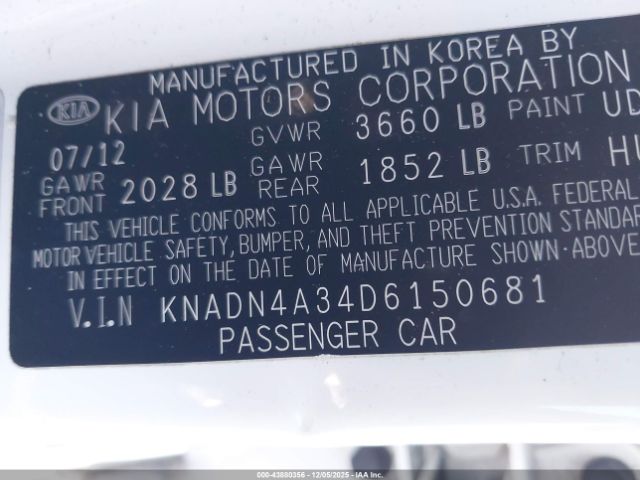 MANUFACTURED IN KOREA BY
KIA KIA MOTORS CORPORATION
07/12 GVWR 3660 LB PAINT UD
GAWR FRONT 2028 LB GAWR REAR 1852 LB TRIM HU
THIS VEHICLE CONFORMS TO ALL APPLICABLE U.S.A. FEDERAL
MOTOR VEHICLE SAFETY, BUMPER, AND THEFT PREVENTION STANDA
IN EFFECT ON THE DATE OF MANUFACTURE SHOWN·ABOVE
V.I.N KNADN4A34D6150681
PASSENGER CAR
000-43880356 - 12/05/2025 - IAA, Inc.